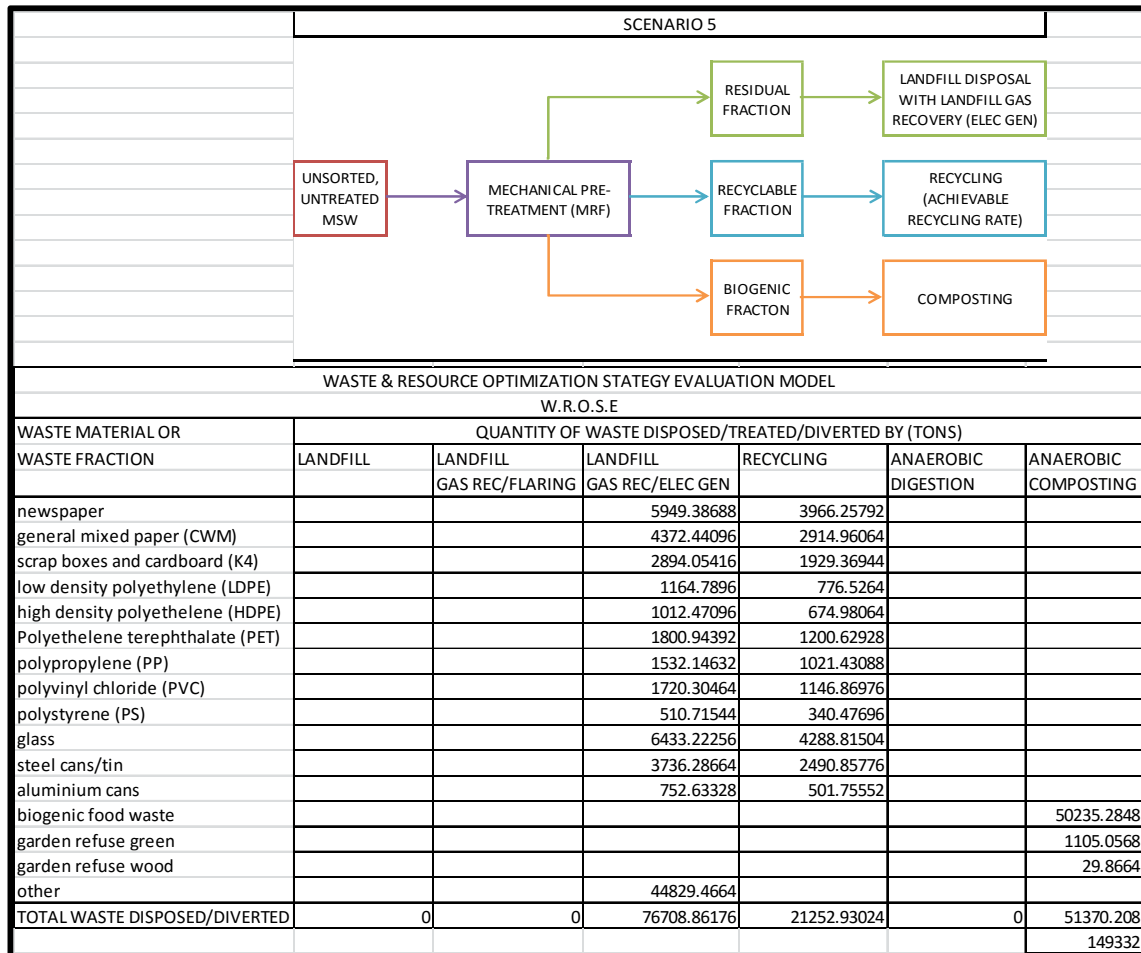 SCENARIO 5
RESIDUAL
FRACTION
LANDFILL DISPOSAL
WITH LANDFILL GAS
RECOVERY (ELEC GEN)
UNSORTED,
UNTREATED
MSW
MECHANICAL PRE-
TREATMENT (MRF)
RECYCLABLE
FRACTION
RECYCLING
(ACHIEVABLE
RECYCLING RATE)
BIOGENIC
FRACTON
COMPOSTING
WASTE & RESOURCE OPTIMIZATION STATEGY EVALUATION MODEL
W.R.O.S.E
WASTE MATERIAL OR QUANTITY OF WASTE DISPOSED/TREATED/DIVERTED BY (TONS)
WASTE FRACTION LANDFILL LANDFILL LANDFILL RECYCLING ANAEROBIC ANAEROBIC
GAS REC/FLARING GAS REC/ELEC GEN DIGESTION COMPOSTING
newspaper 5949.38688 3966.25792
general mixed paper (CWM) 4372.44096 2914.96064
scrap boxes and cardboard (K4) 2894.05416 1929.36944
low density polyethylene (LDPE) 1164.7896 776.5264
high density polyethelene (HDPE) 1012.47096 674.98064
Polyethelene terephthalate (PET) 1800.94392 1200.62928
polypropylene (PP) 1532.14632 1021.43088
polyvinyl chloride (PVC) 1720.30464 1146.86976
polystyrene (PS) 510.71544 340.47696
glass 6433.22256 4288.81504
steel cans/tin 3736.28664 2490.85776
aluminium cans 752.63328 501.75552
biogenic food waste 50235.2848
garden refuse green 1105.0568
garden refuse wood 29.8664
other 44829.4664
TOTAL WASTE DISPOSED/DIVERTED 0 0 76708.86176 21252.93024 0 51370.208
149332